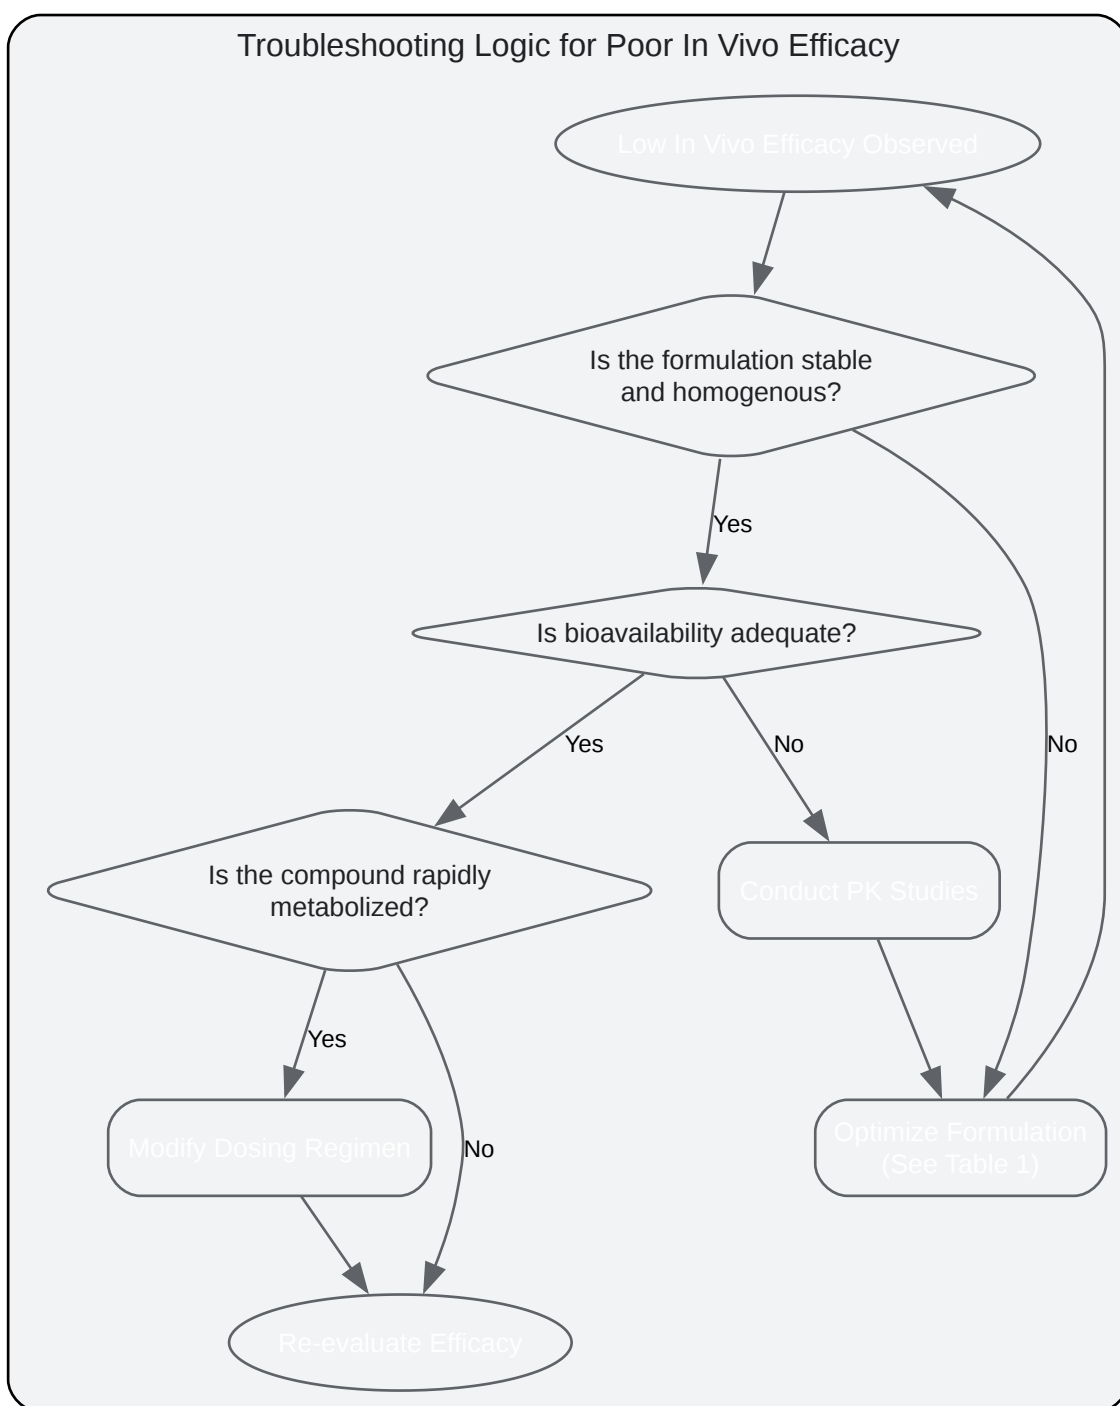 Troubleshooting Logic for Poor In Vivo Efficacy
Low In Vivo Efficacy Observed
Is the formulation stable
and homogenous?
Yes
Is bioavailability adequate?
Yes
No
No
Is the compound rapidly
metabolized?
Conduct PK Studies
Yes
Modify Dosing Regimen
No
Optimize Formulation
(See Table 1)
Re-evaluate Efficacy